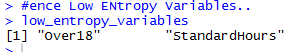 > #ence Low ENtropy Variables..
> low_entropy_variables
[1] "Over18" "StandardHours"
>